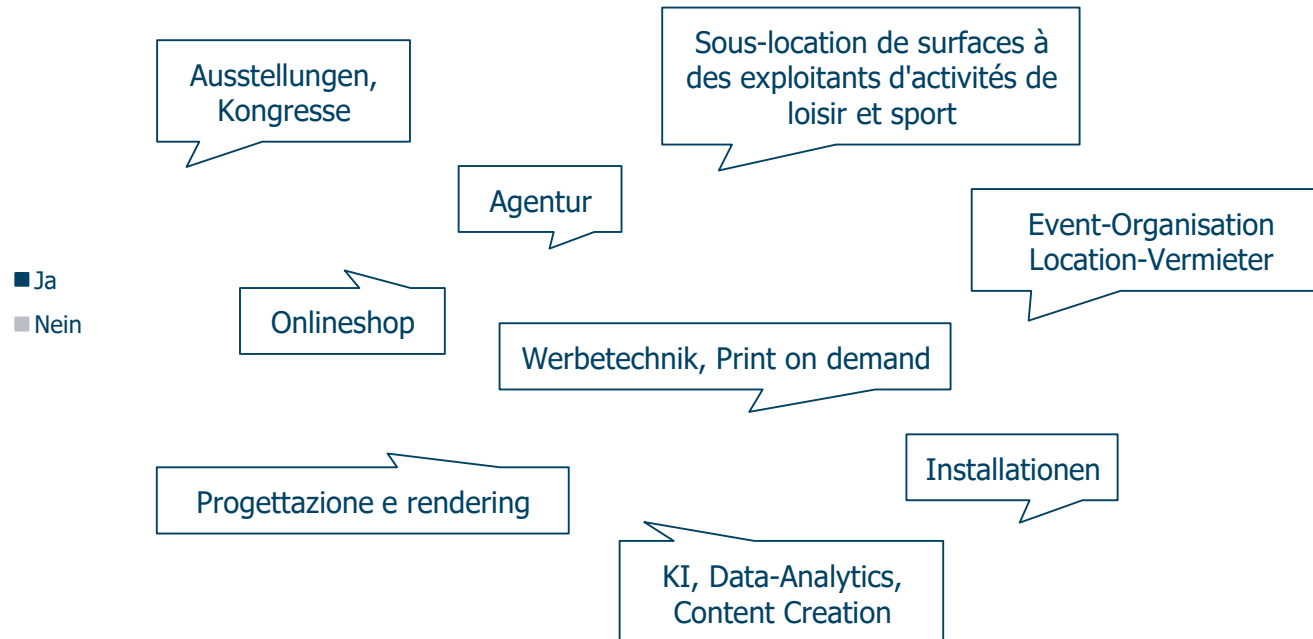 Ausstellungen,
Kongresse
Sous-location de surfaces à
des exploitants d'activités de
loisir et sport
Agentur
Event-Organisation
Location-Vermieter
Ja
Nein
Onlineshop
Werbetechnik, Print on demand
Installationen
Progettazione e rendering
KI, Data-Analytics,
Content Creation